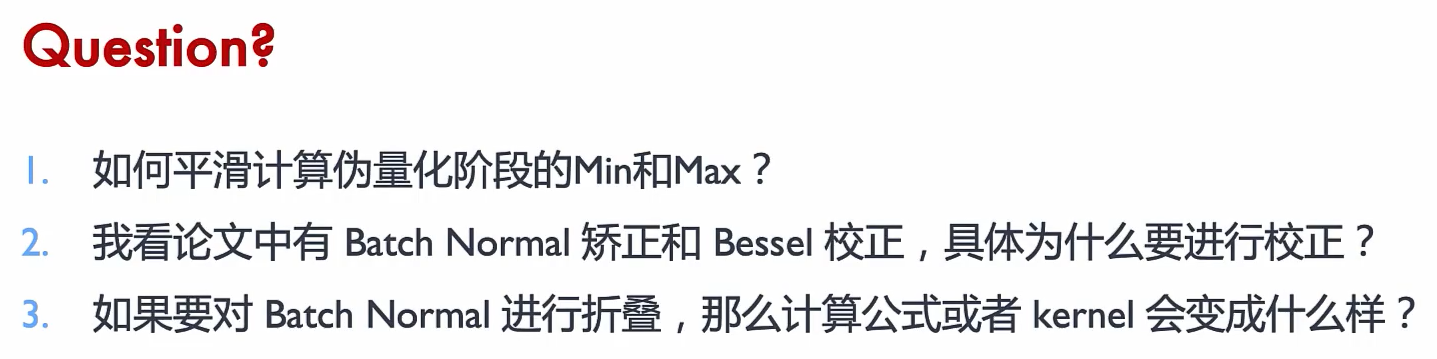 Question?
1. 如何平滑计算伪量化阶段的Min和Max？
2. 我看论文中有 Batch Normal 矫正和 Bessel 校正，具体为什么要进行校正？
3. 如果要对 Batch Normal 进行折叠，那么计算公式或者 kernel 会变成什么样？